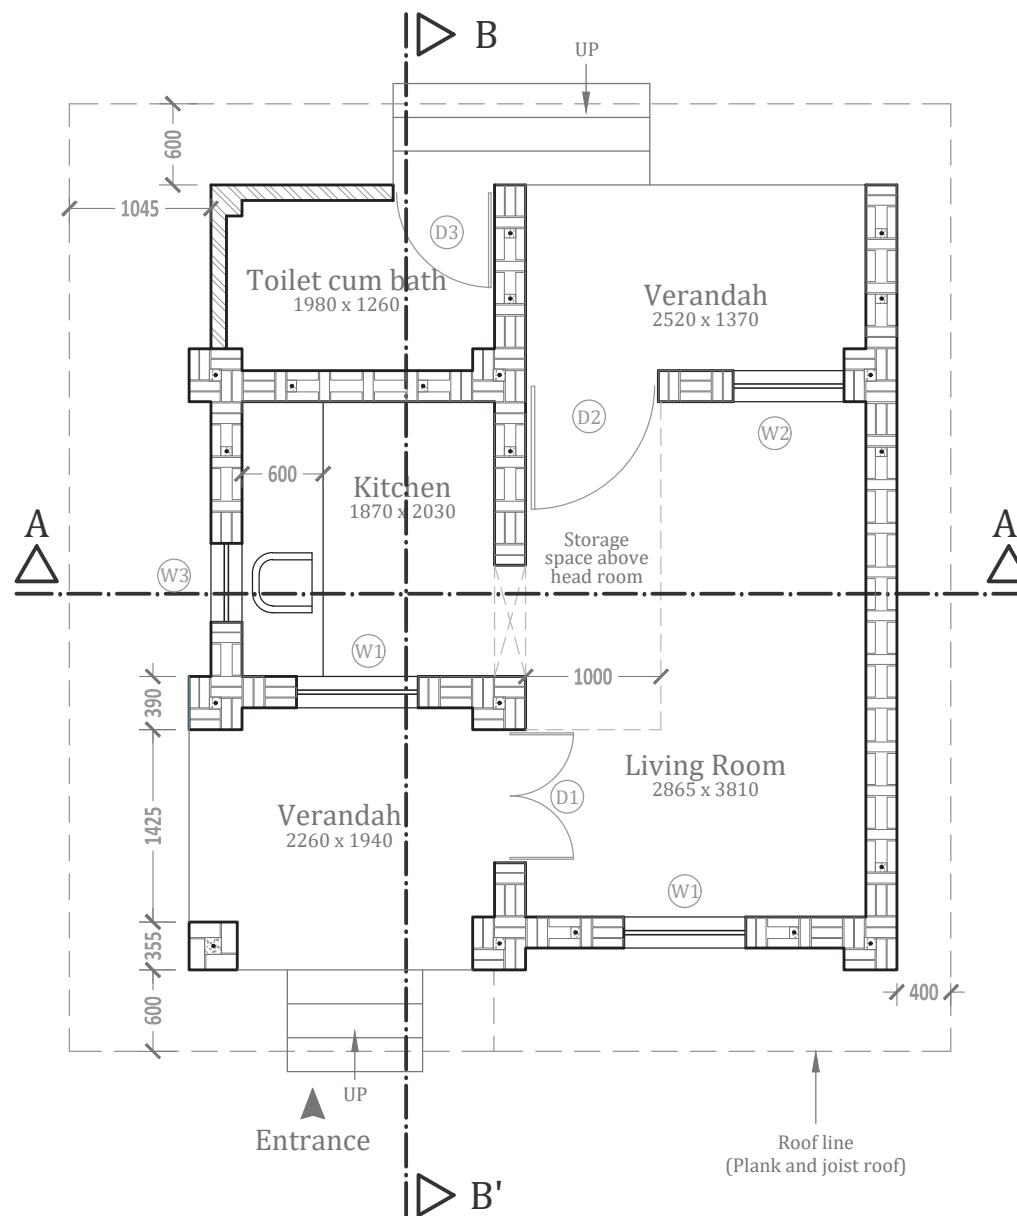 B
UP
600
1045
D3
Toilet cum bath
1980 x 1260
Verandah
2520 x 1370
D2
W2
600
Kitchen
1870 x 2030
A
A
Storage
space above
head room
W3
W1
1000
390
Living Room
2865 x 3810
D1
Verandah
2260 x 1940
1425
W1
355
600
400
UP
Entrance
Roof line
(Plank and joist roof)
B'